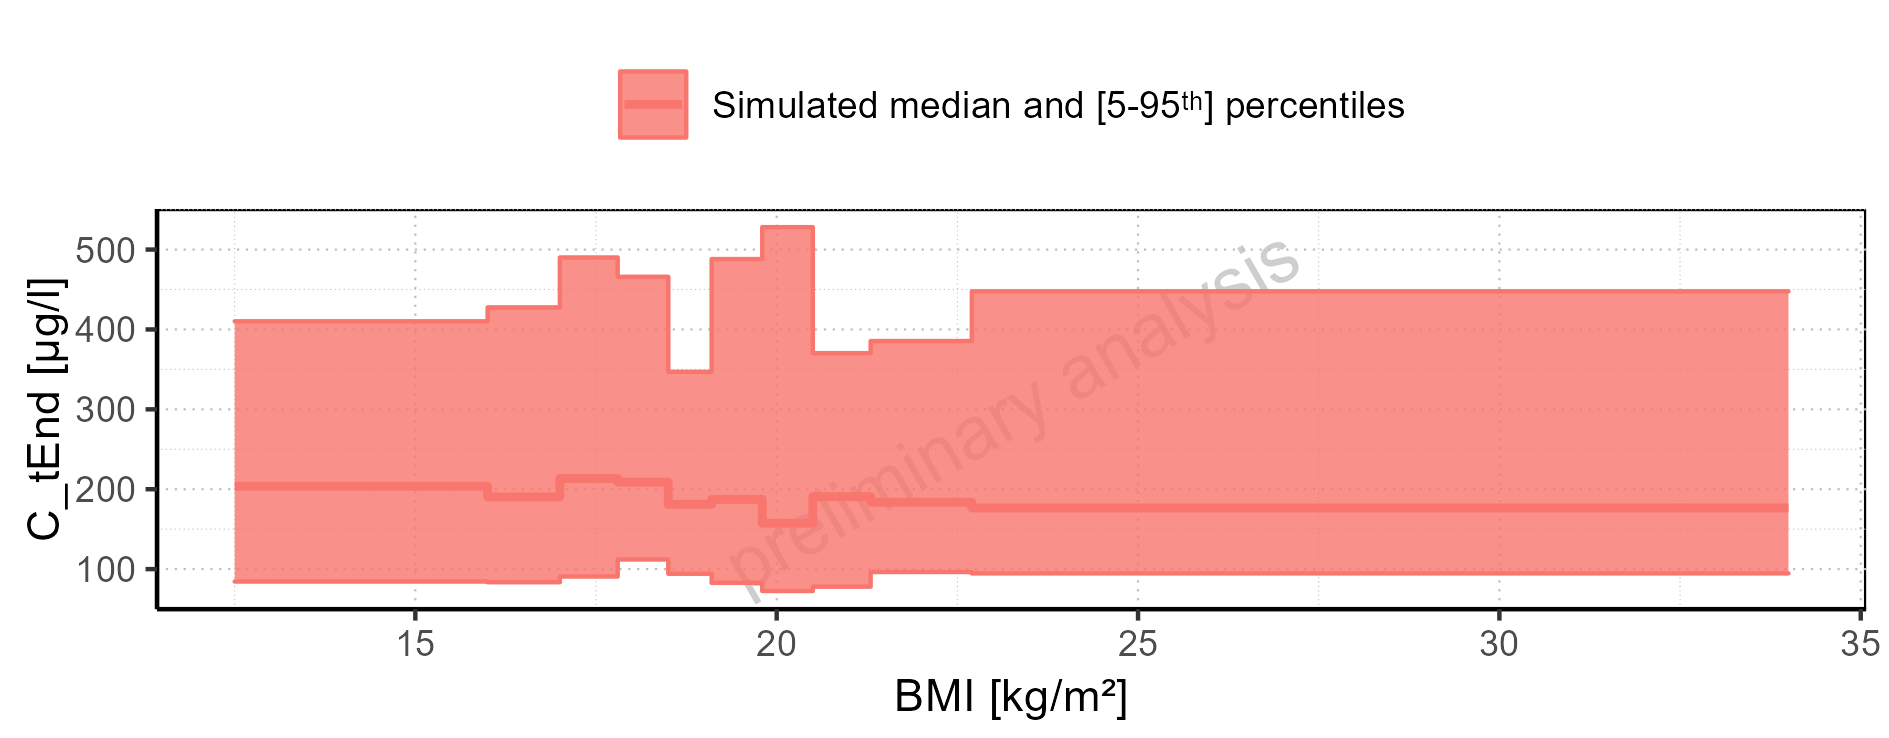 Simulated median and [5-95th] percentiles
C_tEnd [µg/l]
500
400
300
200
100
preliminary analysis
15 20 25 30 35
BMI [kg/m²]